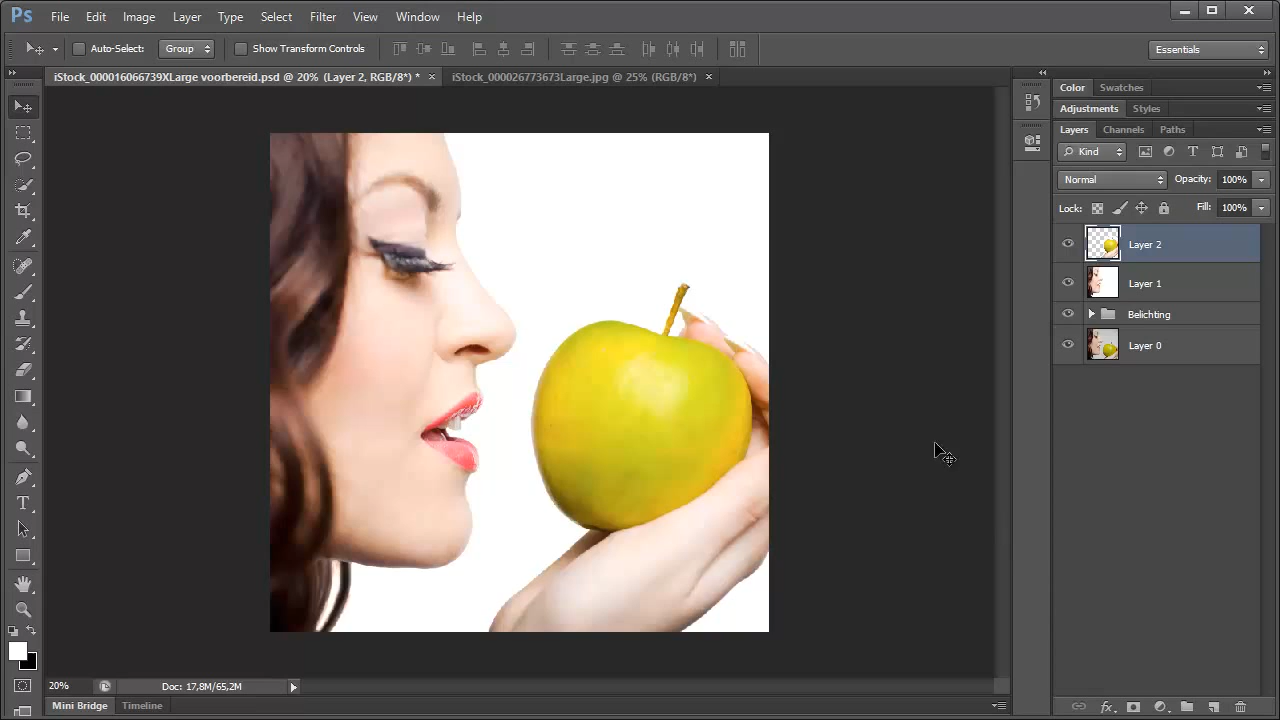 Ps File Edit Image Layer Type Select Filter View Window Help
Auto-Select: Group Show Transform Controls Essentials
iStock_000016066739XLarge voorbereid.psd @ 20% (Layer 2, RGB/8*) * × iStock_000026773673Large.jpg @ 25% (RGB/8*) ×
Color Swatches
Adjustments Styles
Layers Channels Paths
Kind
Normal Opacity: 100%
Lock: Fill: 100%
Layer 2
Layer 1
Belichting
Layer 0
20% Doc: 17,8M/65,2M
Mini Bridge Timeline